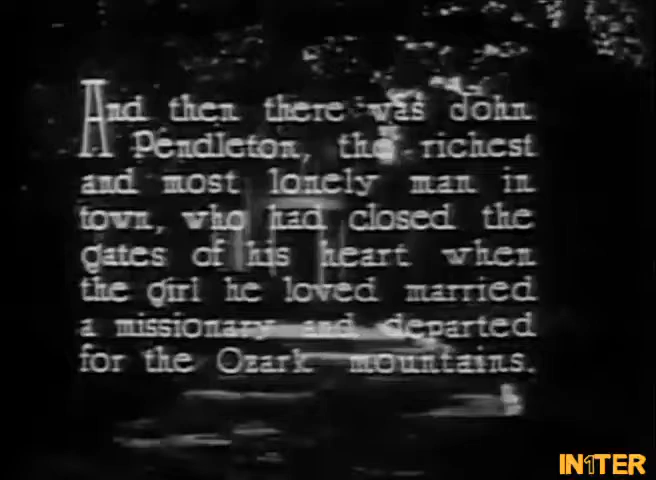 And then there was John
Pendleton, the richest
and most lonely man in
town, who had closed the
gates of his heart when
the girl he loved married
a missionary and departed
for the Ozark mountains.
IN1TER